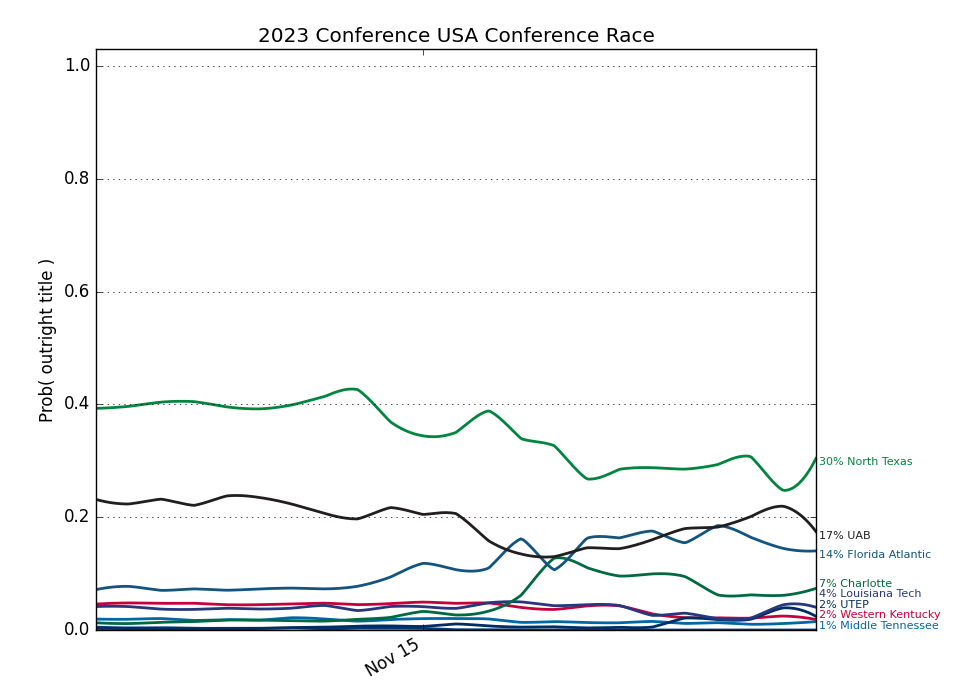 2023 Conference USA Conference Race
Prob( outright title )
1.0
0.8
0.6
0.4
0.2
0.0
Nov 15
30% North Texas
17% UAB
14% Florida Atlantic
7% Charlotte
4% Louisiana Tech
2% UTEP
2% Western Kentucky
1% Middle Tennessee